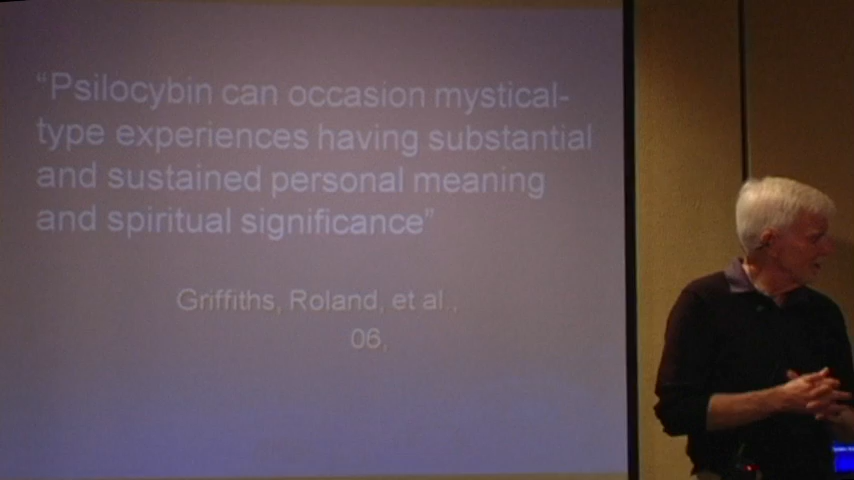 “Psilocybin can occasion mystical-
type experiences having substantial
and sustained personal meaning
and spiritual significance”
Griffiths, Roland, et al.,
06.